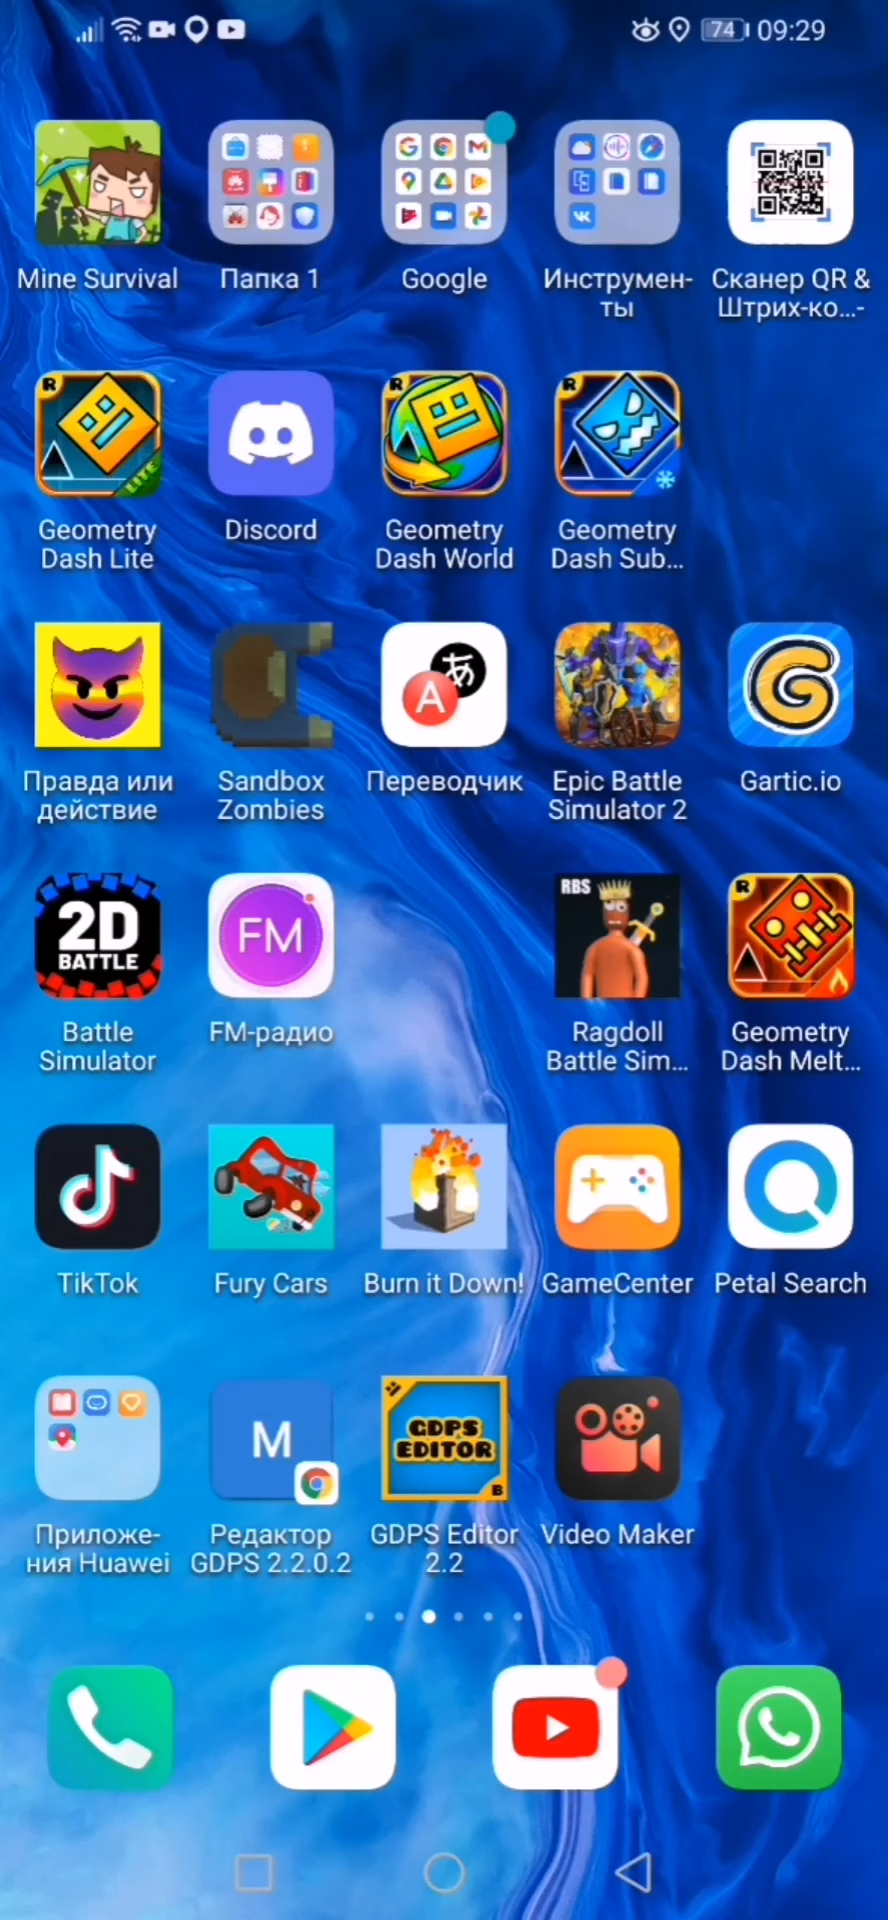 74 09:29
Mine Survival
Папка 1
Google
Инструмен-
ты
Сканер QR &
Штрих-ко...-
R
LITE
R
R
Geometry
Dash Lite
Discord
Geometry
Dash World
Geometry
Dash Sub...
A あ
G
Правда или
действие
Sandbox
Zombies
Переводчик
Epic Battle
Simulator 2
Gartic.io
2D
BATTLE
FM
RBS
R
Battle
Simulator
FM-радио
Ragdoll
Battle Sim...
Geometry
Dash Melt...
TikTok
Fury Cars
Burn it Down!
GameCenter
Petal Search
M
GDPS
EDITOR
B
Приложе-
ния Huawei
Редактор
GDPS 2.2.0.2
GDPS Editor
2.2
Video Maker